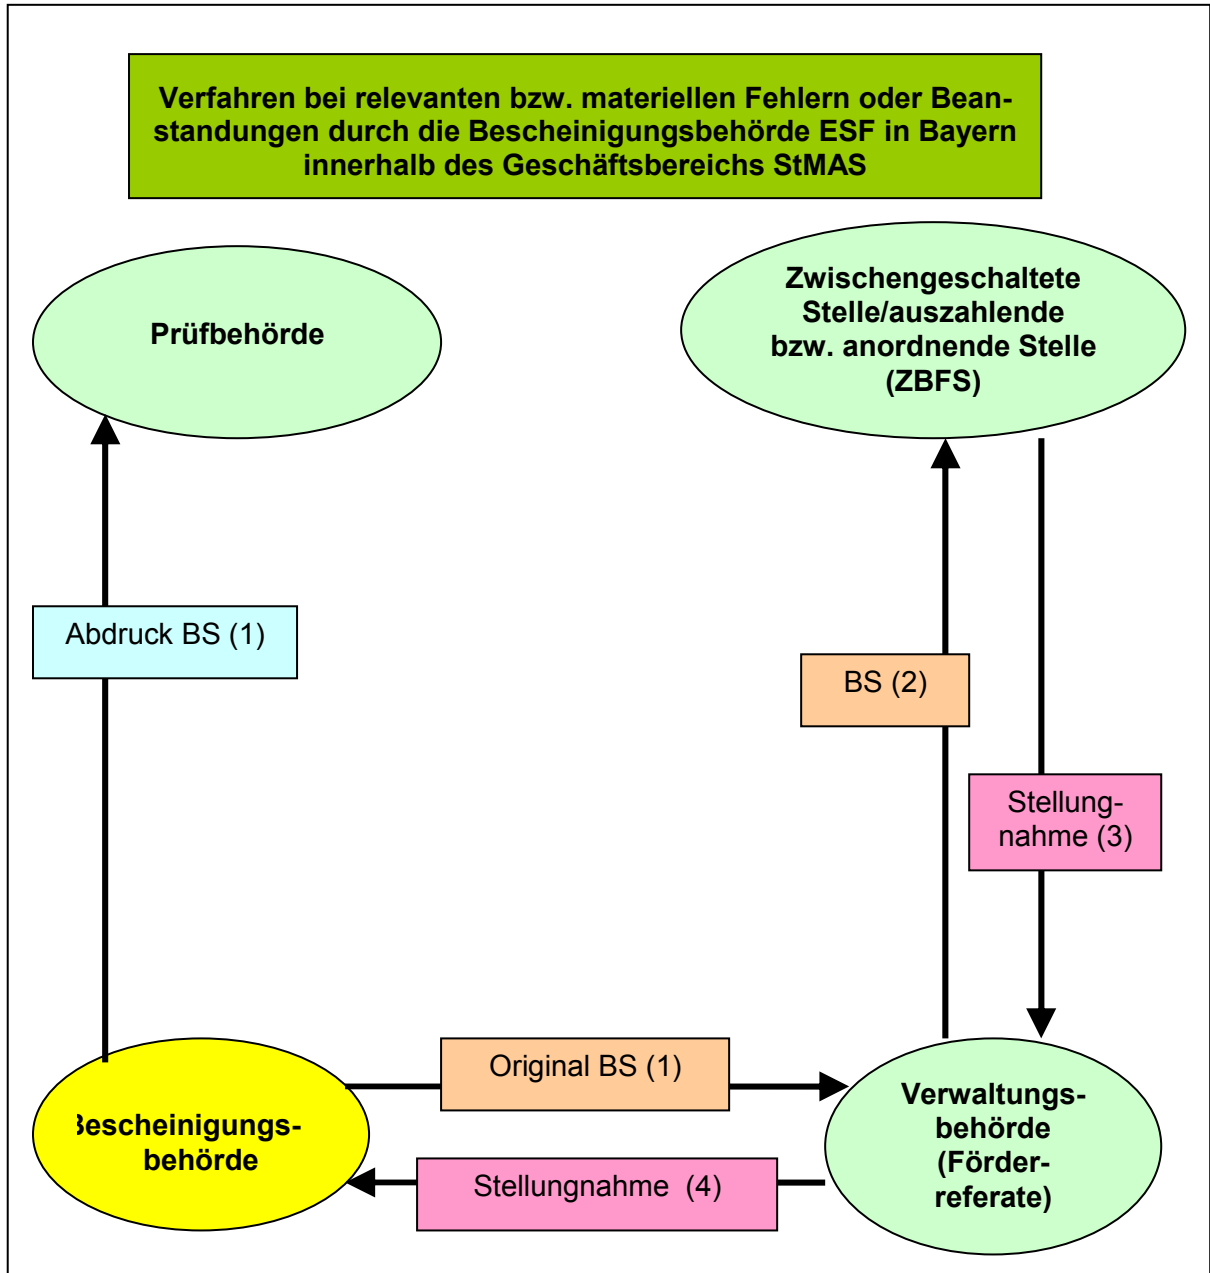 Verfahren bei relevanten bzw. materiellen Fehlern oder Bean-
standungen durch die Bescheinigungsbehörde ESF in Bayern
innerhalb des Geschäftsbereichs StMAS
Prüfbehörde
Zwischengeschaltete
Stelle/auszahlende
bzw. anordnende Stelle
(ZBFS)
Abdruck BS (1)
BS (2)
Stellung-
nahme (3)
Original BS (1)
Bescheinigungs-
behörde
Stellungnahme (4)
Verwaltungs-
behörde
(Förder-
referate)